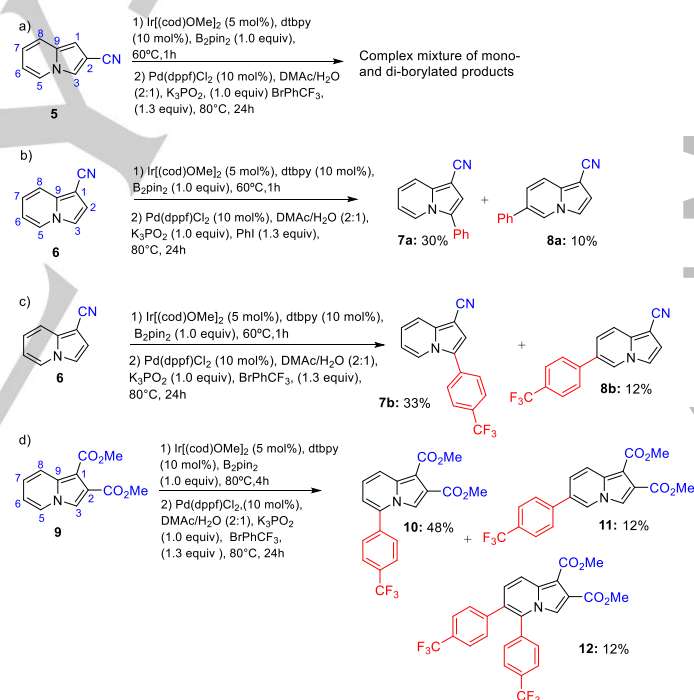 a)
1) Ir[(cod)OMe]2 (5 mol%), dtbpy
(10 mol%), B2pin2 (1.0 equiv),
60ºC,1h
2) Pd(dppf)Cl2 (10 mol%), DMAc/H2O
(2:1), K3PO2, (1.0 equiv) BrPhCF3,
(1.3 equiv), 80°C, 24h
Complex mixture of mono-
and di-borylated products
8 9 1
7 CN
6 N 2
5 3
5
b)
1) Ir[(cod)OMe]2 (5 mol%), dtbpy (10 mol%),
B2pin2 (1.0 equiv), 60ºC,1h
2) Pd(dppf)Cl2 (10 mol%), DMAc/H2O (2:1),
K3PO2 (1.0 equiv), PhI (1.3 equiv),
80°C, 24h
CN
8 9 1
7 2
6 N
5 3
6
CN
N
Ph
7a: 30%
+
CN
N
Ph
8a: 10%
c)
1) Ir[(cod)OMe]2 (5 mol%), dtbpy (10 mol%),
B2pin2 (1.0 equiv), 60ºC,1h
2) Pd(dppf)Cl2 (10 mol%), DMAc/H2O (2:1),
K3PO2 (1.0 equiv), BrPhCF3, (1.3 equiv),
80°C, 24h
CN
N
6
CN
N
CF3
7b: 33%
+
CN
N
F3C
8b: 12%
d)
1) Ir[(cod)OMe]2 (5 mol%), dtbpy
(10 mol%), B2pin2
(1.0 equiv), 80ºC,4h
2) Pd(dppf)Cl2,(10 mol%),
DMAc/H2O (2:1), K3PO2
(1.0 equiv), BrPhCF3,
(1.3 equiv ), 80°C, 24h
CO2Me
8 9 1
7 CO2Me
6 N 2
5 3
9
CO2Me
CO2Me
N
CF3
10: 48%
+
CO2Me
CO2Me
N
F3C
11: 12%
CO2Me
CO2Me
N
F3C
CF3
12: 12%